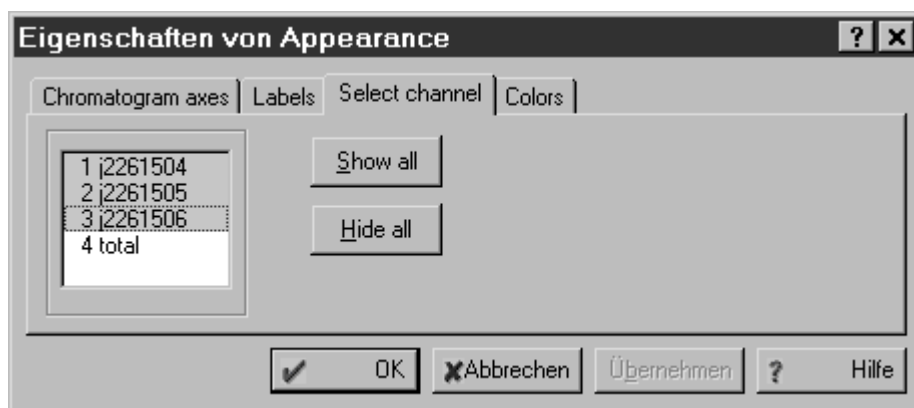 Eigenschaften von Appearance ?
Chromatogram axes Labels Select channel Colors
1 j2261504
2 j2261505
3 j2261506
4 total
Show all
Hide all
OK Abbrechen Übernehmen ? Hilfe